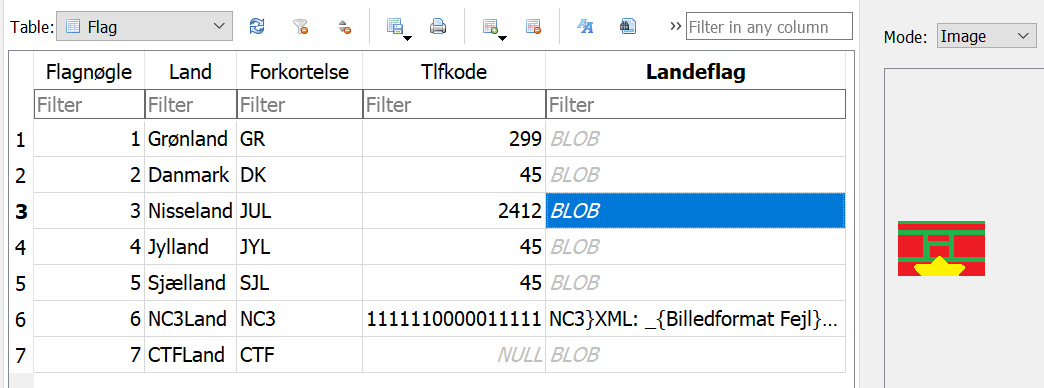 Table: Flag >> Filter in any column Mode: Image
Flagnøgle Land Forkortelse Tlfkode Landeflag
Filter Filter Filter Filter Filter
1 1 Grønland GR 299 BLOB
2 2 Danmark DK 45 BLOB
3 3 Nisseland JUL 2412 BLOB
4 4 Jylland JYL 45 BLOB
5 5 Sjælland SJL 45 BLOB
6 6 NC3Land NC3 1111110000011111 NC3}XML: _{Billedformat Fejl}...
7 7 CTFLand CTF NULL BLOB